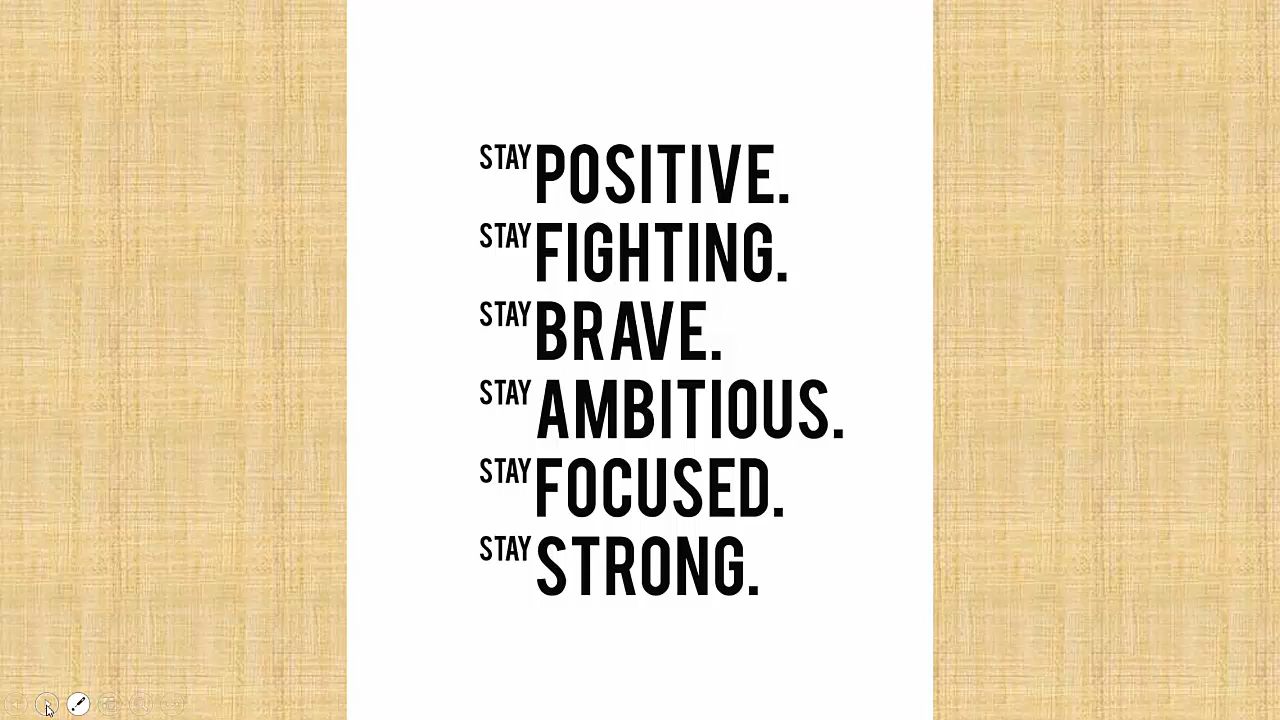 STAY POSITIVE.
STAY FIGHTING.
STAY BRAVE.
STAY AMBITIOUS.
STAY FOCUSED.
STAY STRONG.